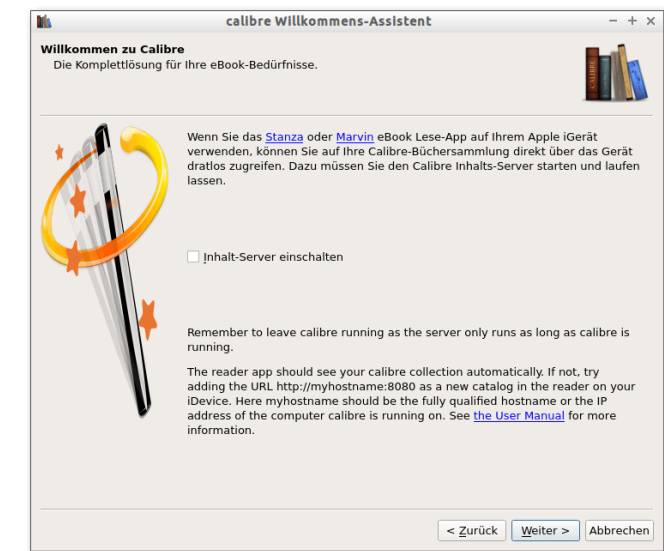 calibre Willkommens-Assistent
Willkommen zu Calibre
Die Komplettlösung für Ihre eBook-Bedürfnisse.
CALIBRE
Wenn Sie das Stanza oder Marvin eBook Lese-App auf Ihrem Apple iGerät
verwenden, können Sie auf Ihre Calibre-Büchersammlung direkt über das Gerät
dratlos zugreifen. Dazu müssen Sie den Calibre Inhalts-Server starten und laufen
lassen.
Inhalt-Server einschalten
Remember to leave calibre running as the server only runs as long as calibre is
running.
The reader app should see your calibre collection automatically. If not, try
adding the URL http://myhostname:8080 as a new catalog in the reader on your
iDevice. Here myhostname should be the fully qualified hostname or the IP
address of the computer calibre is running on. See the User Manual for more
information.
< Zurück Weiter > Abbrechen